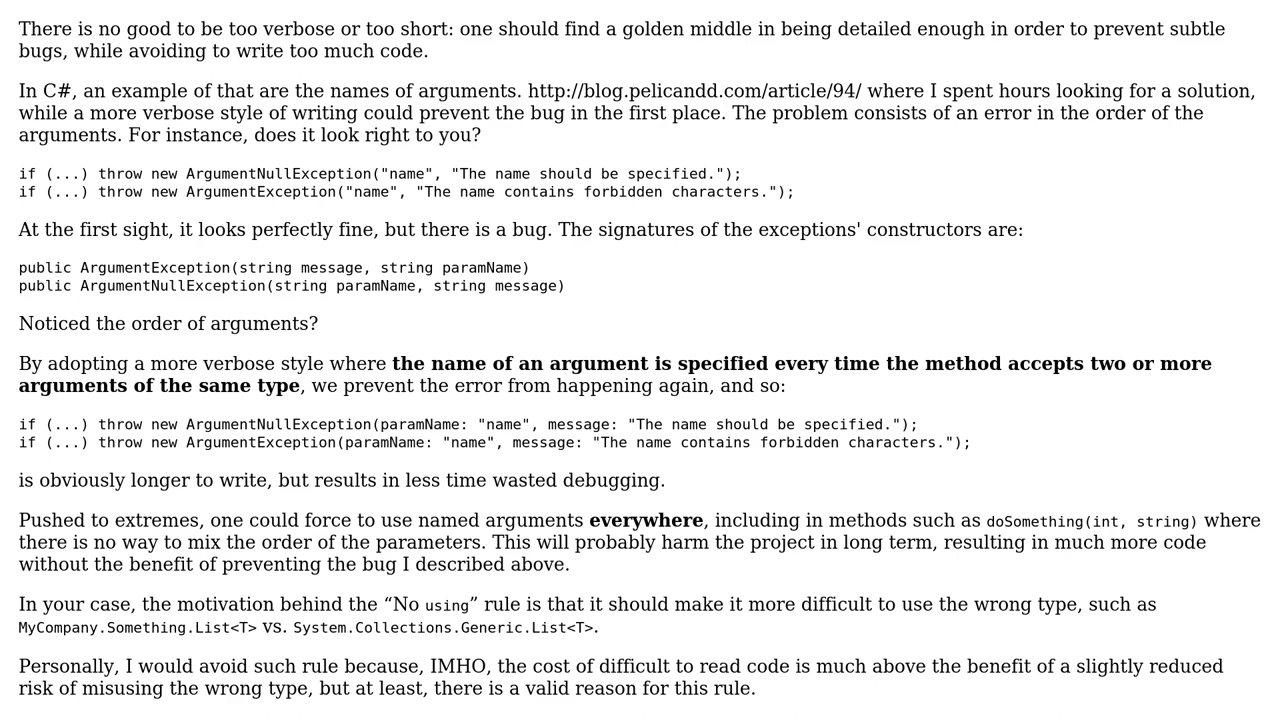 There is no good to be too verbose or too short: one should find a golden middle in being detailed enough in order to prevent subtle
bugs, while avoiding to write too much code.
In C#, an example of that are the names of arguments. http://blog.pelicandd.com/article/94/ where I spent hours looking for a solution,
while a more verbose style of writing could prevent the bug in the first place. The problem consists of an error in the order of the
arguments. For instance, does it look right to you?
if (...) throw new ArgumentNullException("name", "The name should be specified.");
if (...) throw new ArgumentException("name", "The name contains forbidden characters.");
At the first sight, it looks perfectly fine, but there is a bug. The signatures of the exceptions' constructors are:
public ArgumentException(string message, string paramName)
public ArgumentNullException(string paramName, string message)
Noticed the order of arguments?
By adopting a more verbose style where the name of an argument is specified every time the method accepts two or more
arguments of the same type, we prevent the error from happening again, and so:
if (...) throw new ArgumentNullException(paramName: "name", message: "The name should be specified.");
if (...) throw new ArgumentException(paramName: "name", message: "The name contains forbidden characters.");
is obviously longer to write, but results in less time wasted debugging.
Pushed to extremes, one could force to use named arguments everywhere, including in methods such as doSomething(int, string) where
there is no way to mix the order of the parameters. This will probably harm the project in long term, resulting in much more code
without the benefit of preventing the bug I described above.
In your case, the motivation behind the “No using” rule is that it should make it more difficult to use the wrong type, such as
MyCompany.Something.List<T> vs. System.Collections.Generic.List<T>.
Personally, I would avoid such rule because, IMHO, the cost of difficult to read code is much above the benefit of a slightly reduced
risk of misusing the wrong type, but at least, there is a valid reason for this rule.